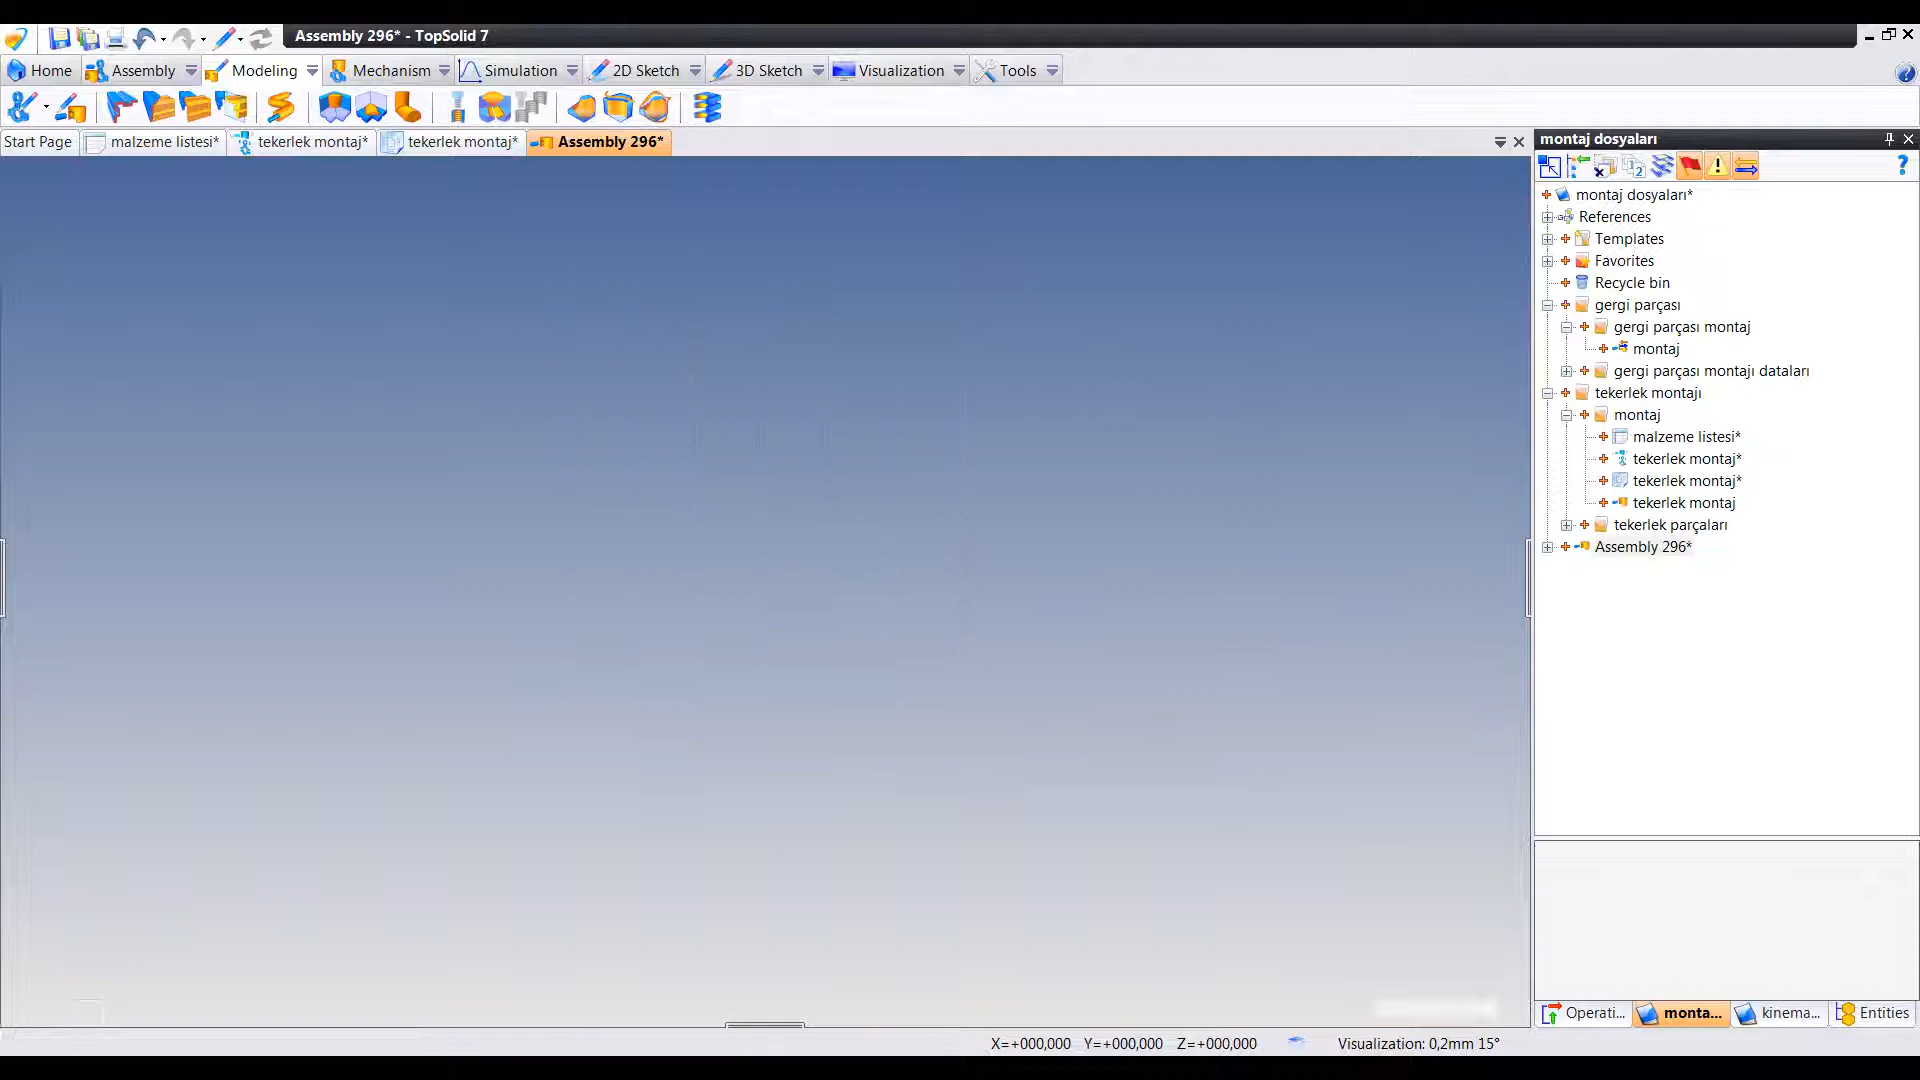 Assembly 296* - TopSolid 7
Home Assembly Modeling Mechanism Simulation 2D Sketch 3D Sketch Visualization Tools
Start Page malzeme listesi* tekerlek montaj* tekerlek montaj* Assembly 296*
montaj dosyaları
montaj dosyaları*
References
Templates
Favorites
Recycle bin
gergi parçası
gergi parçası montaj
montaj
gergi parçası montajı dataları
tekerlek montajı
montaj
malzeme listesi*
tekerlek montaj*
tekerlek montaj*
tekerlek montaj
tekerlek parçaları
Assembly 296*
Operati... monta... kinema... Entities
X=+000,000 Y=+000,000 Z=+000,000 Visualization: 0,2mm 15°